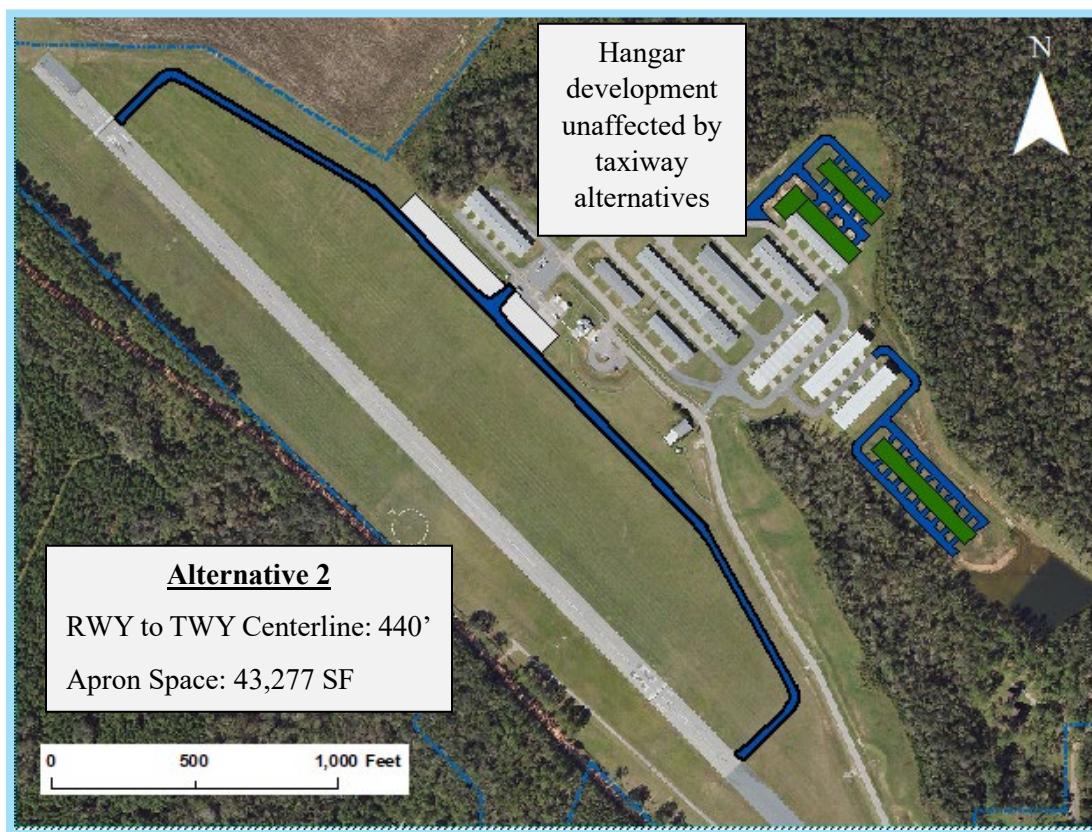 Hangar
development
unaffected by
taxiway
alternatives
N
Alternative 2
RWY to TWY Centerline: 440’
Apron Space: 43,277 SF
0 500 1,000 Feet